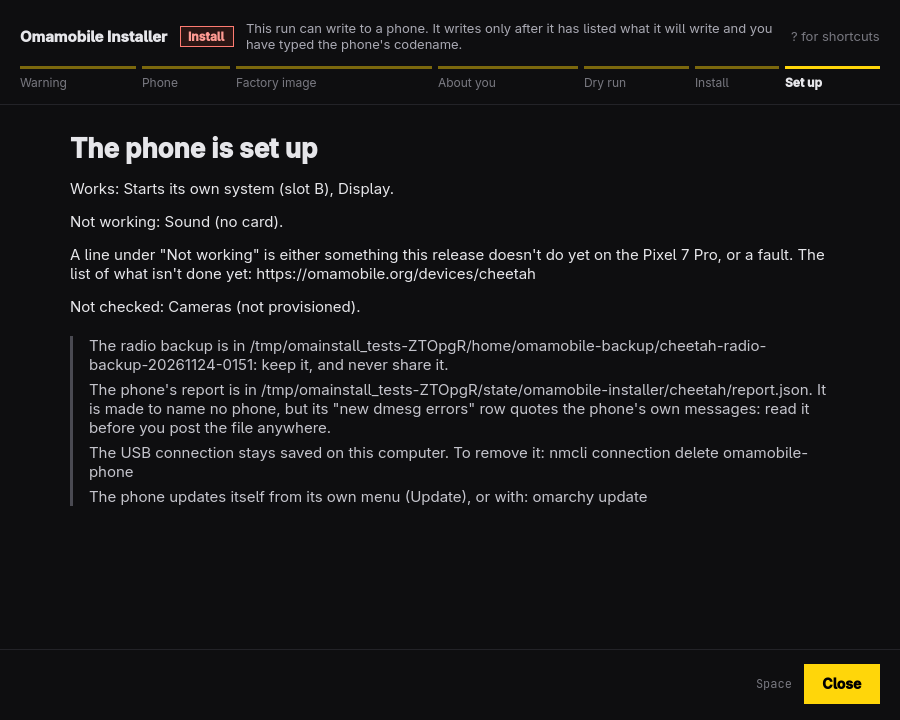 Omamobile Installer
Install
This run can write to a phone. It writes only after it has listed what it will write and you
have typed the phone's codename.
? for shortcuts
Warning
Phone
Factory image
About you
Dry run
Install
Set up
The phone is set up
Works: Starts its own system (slot B), Display.
Not working: Sound (no card).
A line under "Not working" is either something this release doesn't do yet on the Pixel 7 Pro, or a fault. The
list of what isn't done yet: https://omamobile.org/devices/cheetah
Not checked: Cameras (not provisioned).
The radio backup is in /tmp/omainstall_tests-ZTOpgR/home/omamobile-backup/cheetah-radio-
backup-20261124-0151: keep it, and never share it.
The phone's report is in /tmp/omainstall_tests-ZTOpgR/state/omamobile-installer/cheetah/report.json. It
is made to name no phone, but its "new dmesg errors" row quotes the phone's own messages: read it
before you post the file anywhere.
The USB connection stays saved on this computer. To remove it: nmcli connection delete omamobile-
phone
The phone updates itself from its own menu (Update), or with: omarchy update
Space
Close